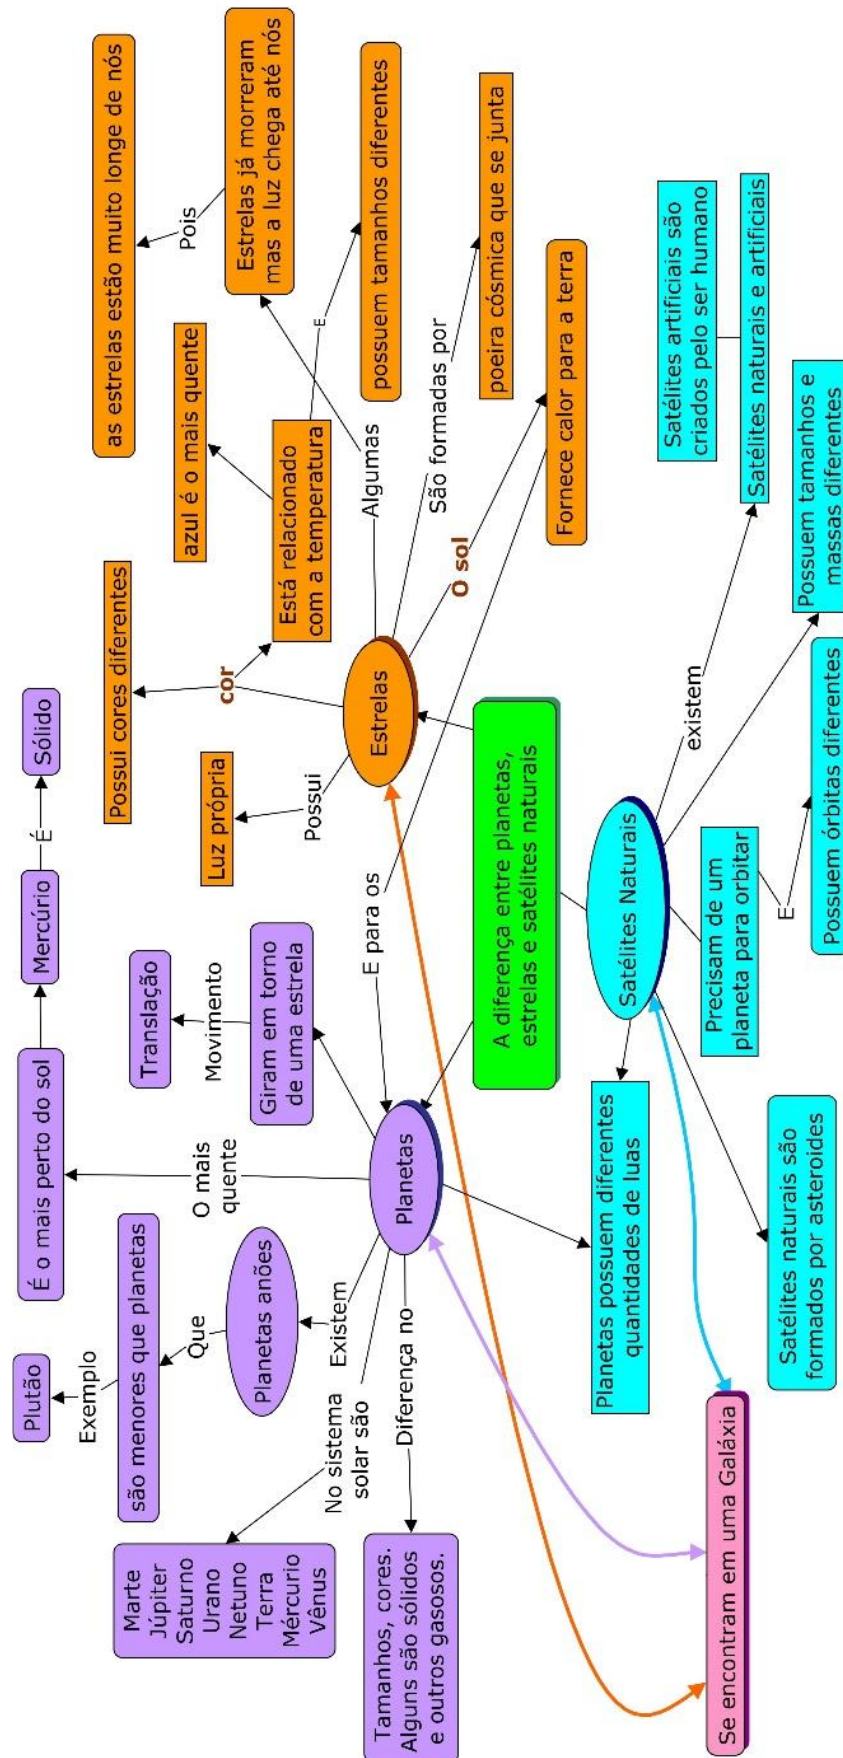 Plutão
Exemplo
são menores que planetas
Que
Planetas anões
Existem
Marte
Júpiter
Saturno
Urano
Netuno
Terra
Mércurio
Vênus
No sistema
solar são
Tamanhos, cores.
Alguns são sólidos
e outros gasosos.
Diferença no
É o mais perto do sol
Mercúrio
É
Sólido
O mais
quente
Translação
Movimento
Giram em torno
de uma estrela
Planetas
E para os
Luz própria
Possui
Possui cores diferentes
cor
azul é o mais quente
Está relacionado
com a temperatura
E
possuem tamanhos diferentes
as estrelas estão muito longe de nós
Pois
Estrelas já morreram
mas a luz chega até nós
Algumas
Estrelas
São formadas por
poeira cósmica que se junta
O sol
Fornece calor para a terra
A diferença entre planetas,
estrelas e satélites naturais
Satélites Naturais
Planetas possuem diferentes
quantidades de luas
Satélites naturais são
formados por asteroides
Precisam de um
planeta para orbitar
E
Possuem órbitas diferentes
Possuem tamanhos e
massas diferentes
existem
Satélites naturais e artificiais
Satélites artificiais são
criados pelo ser humano
Se encontram em uma Galáxia